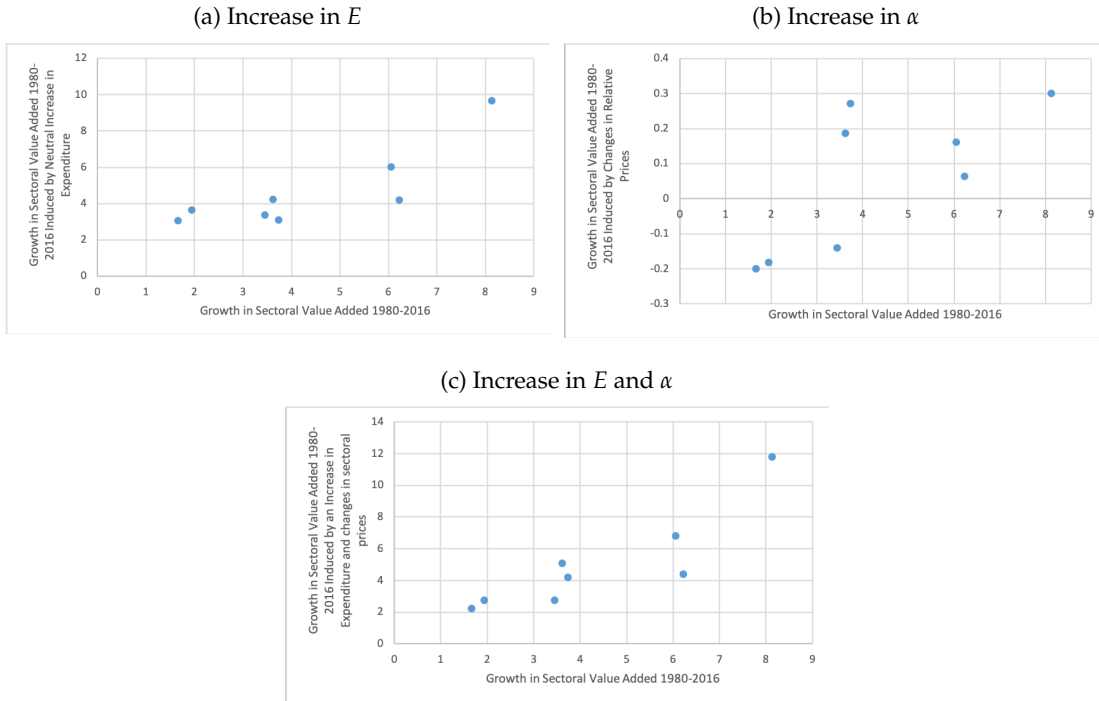 (a) Increase in E
Growth in Sectoral Value Added 1980-
2016 Induced by Neutral Increase in
Expenditure
12
10
8
6
4
2
0
0 1 2 3 4 5 6 7 8 9
Growth in Sectoral Value Added 1980-2016
(b) Increase in α
Growth in Sectoral Value Added 1980-
2016 Induced by Changes in Relative
Prices
0.4
0.3
0.2
0.1
0
-0.1
-0.2
-0.3
0 1 2 3 4 5 6 7 8 9
Growth in Sectoral Value Added 1980-2016
(c) Increase in E and α
Growth in Sectoral Value Added 1980-
2016 Induced by an Increase in
Expenditure and changes in sectoral
prices
14
12
10
8
6
4
2
0
0 1 2 3 4 5 6 7 8 9
Growth in Sectoral Value Added 1980-2016